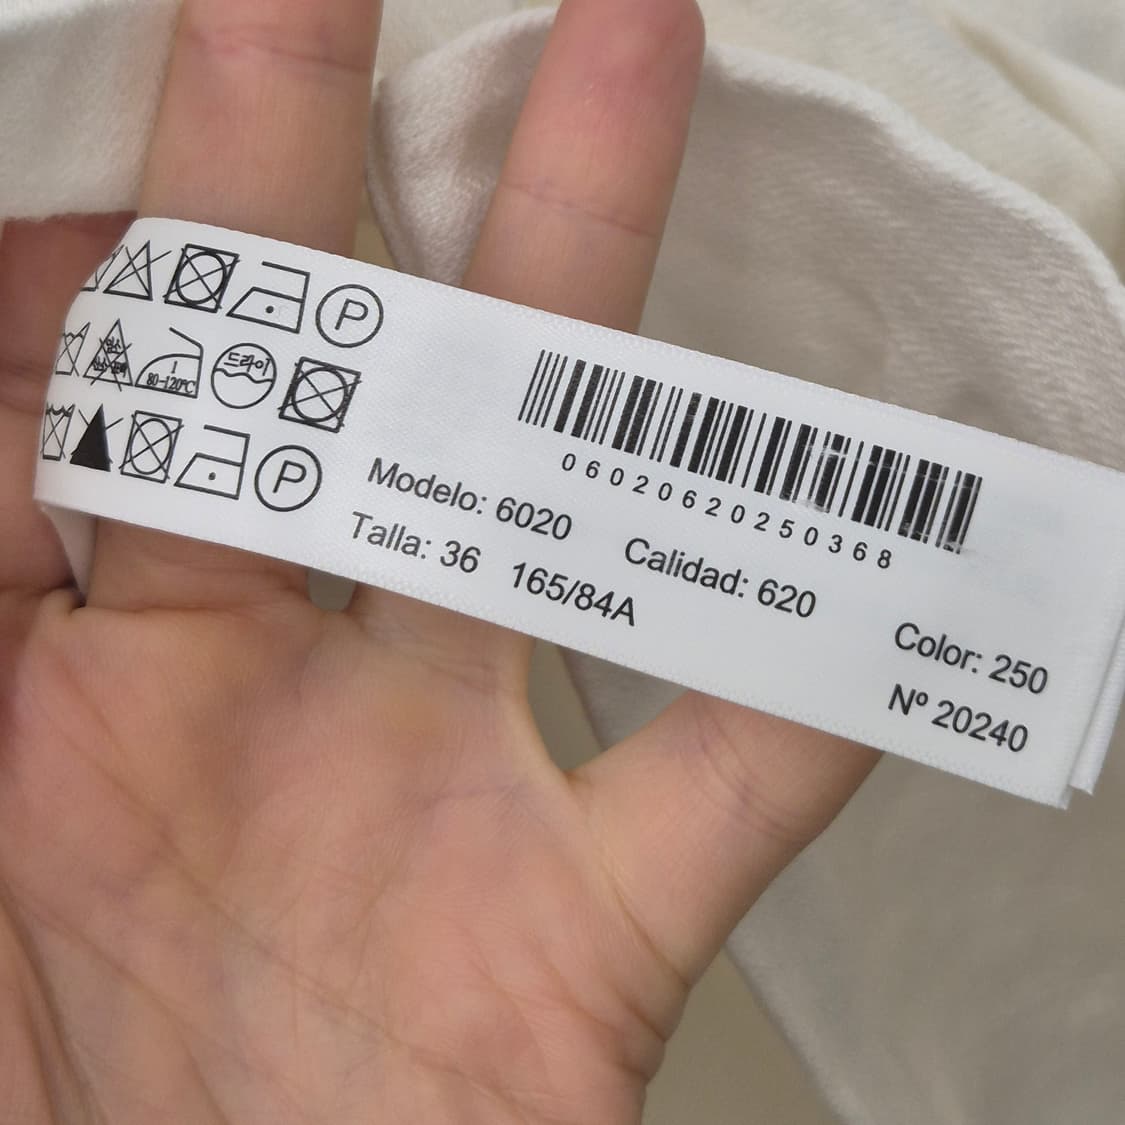 P
드라이
80~120℃
P
0602062025036 8
Modelo: 6020 Calidad: 620 Color: 250
Talla: 36 165/84A Nº 20240